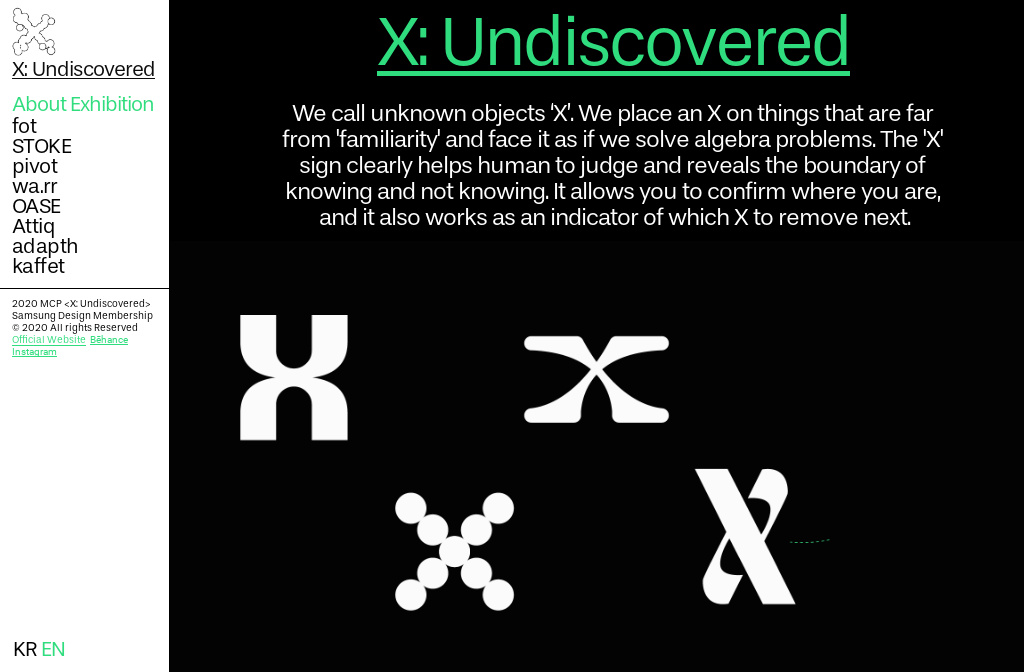 X: Undiscovered
About Exhibition
fot
STOKE
pivot
wa.rr
OASE
Attiq
adapth
kaffet
2020 MCP <X: Undiscovered>
Samsung Design Membership
© 2020 All rights Reserved
Official Website Bēhance
Instagram
KR EN
X: Undiscovered
We call unknown objects ‘X’. We place an X on things that are far
from 'familiarity' and face it as if we solve algebra problems. The 'X'
sign clearly helps human to judge and reveals the boundary of
knowing and not knowing. It allows you to confirm where you are,
and it also works as an indicator of which X to remove next.
X x
X X